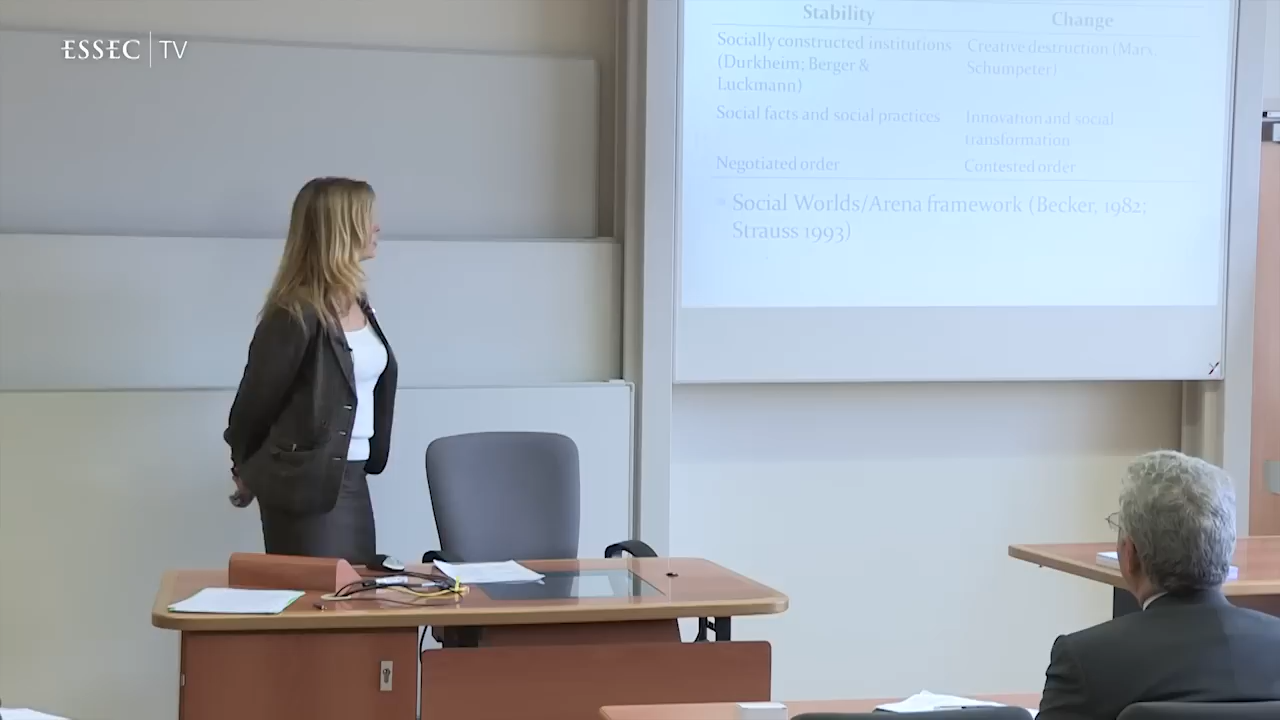 ESSEC | TV
Stability Change
Socially constructed institutions Creative destruction (Marx,
(Durkheim; Berger & Schumpeter)
Luckmann)
Social facts and social practices Innovation and social
transformation
Negotiated order Contested order
Social Worlds/Arena framework (Becker, 1982;
Strauss 1993)